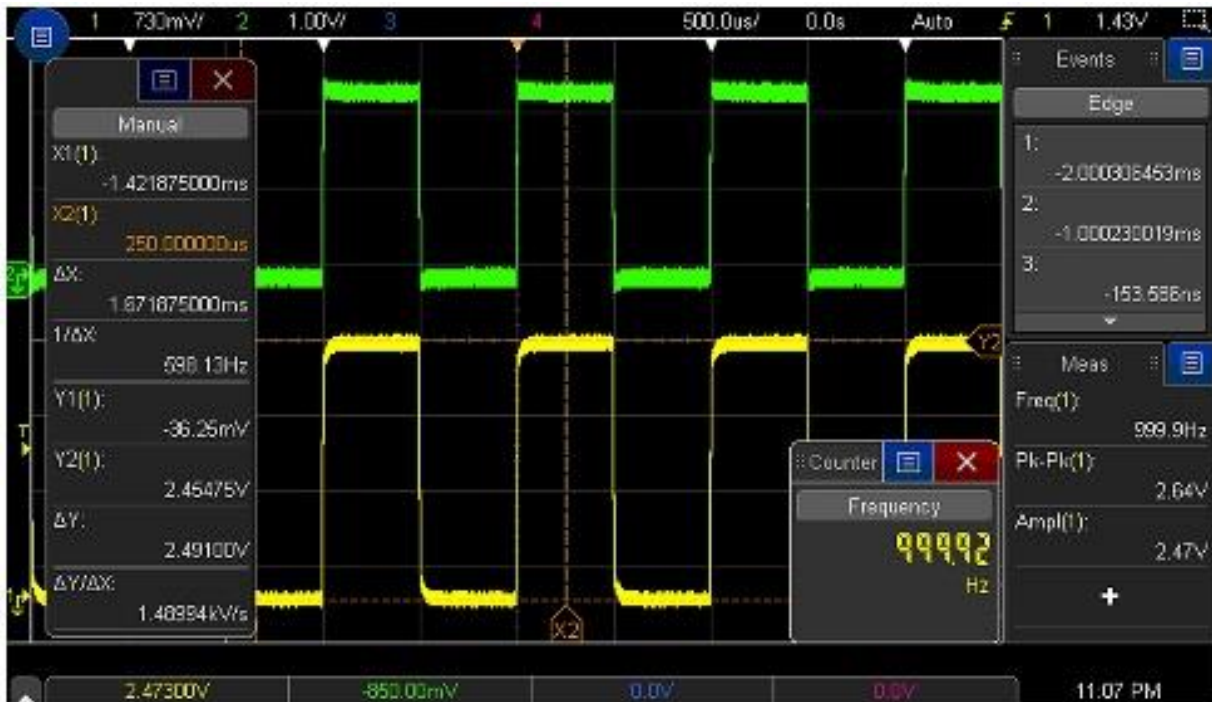 1 730mV/ 2 1.00V/ 3 4 500.0us/ 0.0s Auto 1 1.43V
Manual
X1(1):
-1.421875000ms
X2(1)
250.000000us
ΔX:
1.671875000ms
1/ΔX:
598.13Hz
Y1(1):
-36.25mV
Y2(1):
2.45475V
ΔY:
2.49100V
ΔY/ΔX:
1.48994kV/s
2
T
1
Y2
X2
Counter
Frequency
999.92
Hz
Events
Edge
1:
-2.000306453ms
2:
-1.000230019ms
3:
-153.586ns
Meas
Freq(1):
999.9Hz
Pk-Pk(1):
2.64V
Ampl(1):
2.47V
+
2.47300V -850.00mV 0.0V 0.0V 11:07 PM